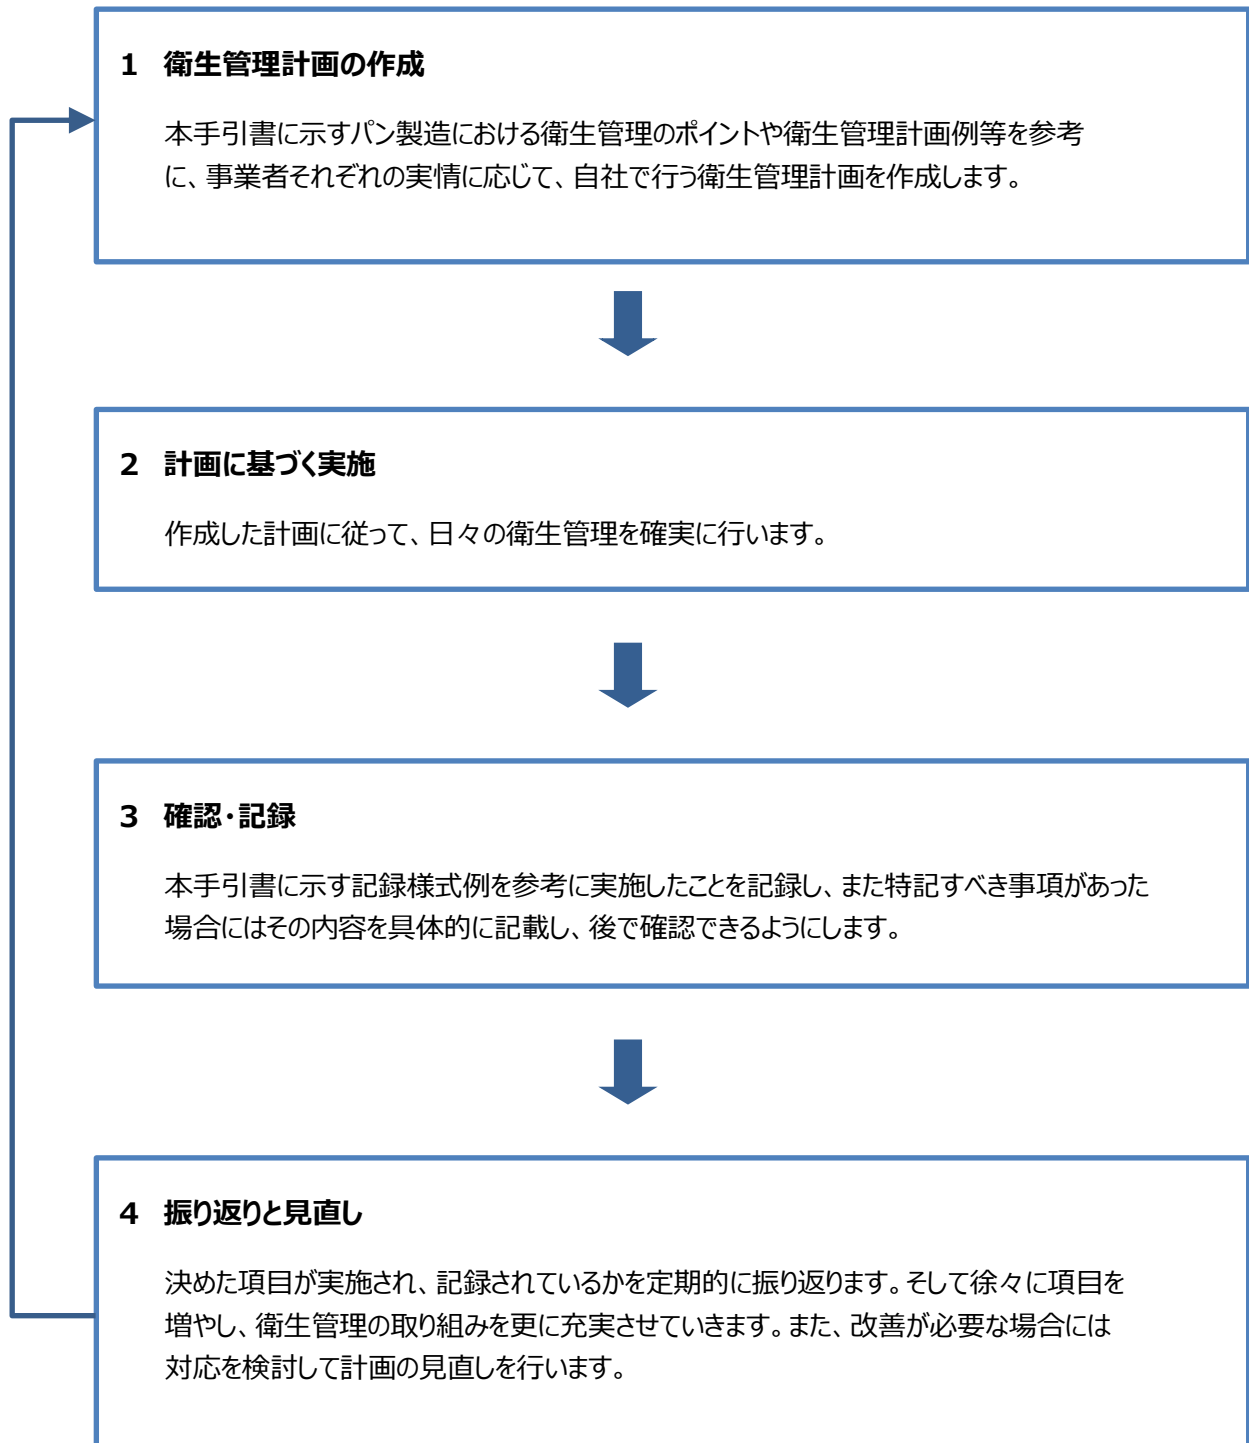 1 衛生管理計画の作成
本手引書に示すパン製造における衛生管理のポイントや衛生管理計画例等を参考
に、事業者それぞれの実情に応じて、自社で行う衛生管理計画を作成します。
2 計画に基づく実施
作成した計画に従って、日々の衛生管理を確実に行います。
3 確認・記録
本手引書に示す記録様式例を参考に実施したことを記録し、また特記すべき事項があった
場合にはその内容を具体的に記載し、後で確認できるようにします。
4 振り返りと見直し
決めた項目が実施され、記録されているかを定期的に振り返ります。そして徐々に項目を
増やし、衛生管理の取り組みを更に充実させていきます。また、改善が必要な場合には
対応を検討して計画の見直しを行います。